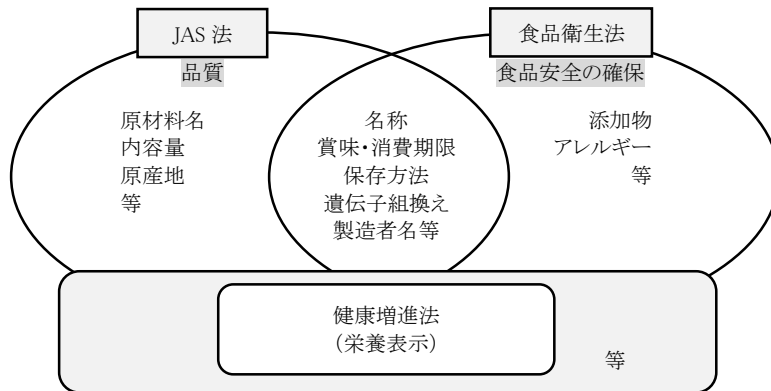 JAS 法
食品衛生法
品質
食品安全の確保
原材料名
内容量
原産地
等
名称
賞味・消費期限
保存方法
遺伝子組換え
製造者名等
添加物
アレルギー
等
健康増進法
(栄養表示)
等